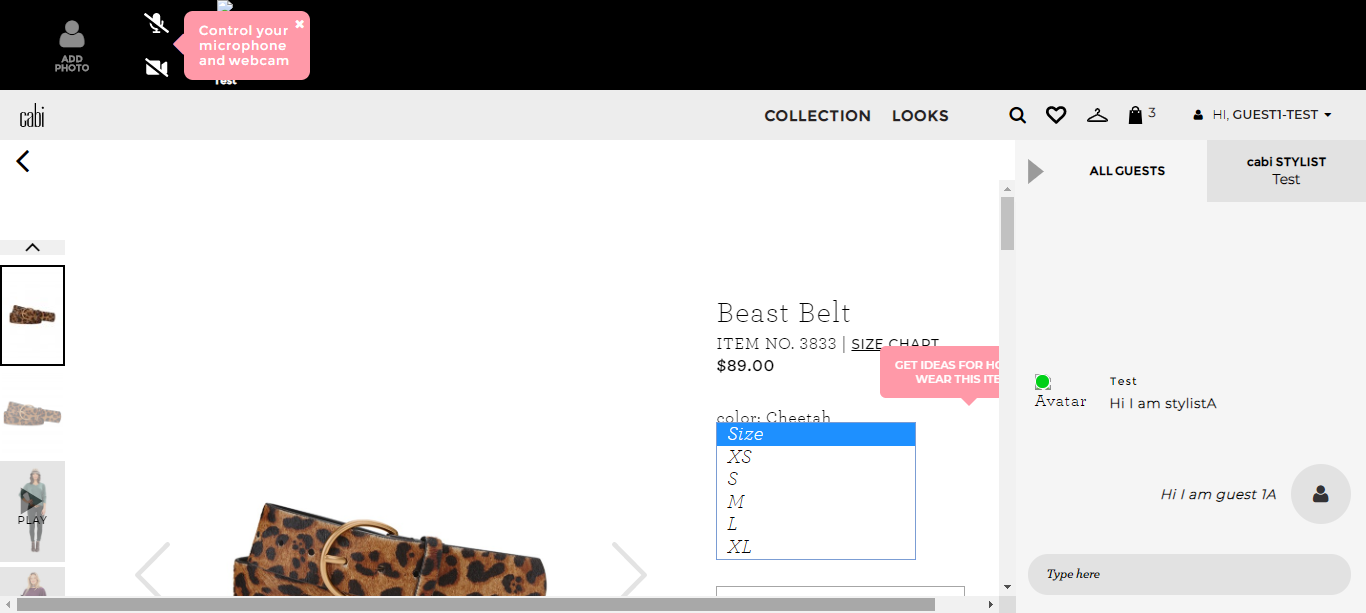 Control your
microphone
and webcam
ADD
PHOTO
Test
cabi
COLLECTION
LOOKS
3
HI, GUEST1-TEST
ALL GUESTS
cabi STYLIST
Test
Beast Belt
ITEM NO. 3833 | SIZE CHART
$89.00
GET IDEAS FOR HO
WEAR THIS ITE
color: Cheetah
Size
XS
S
M
L
XL
PLAY
Test
Avatar
Hi I am stylistA
Hi I am guest 1A
Type here